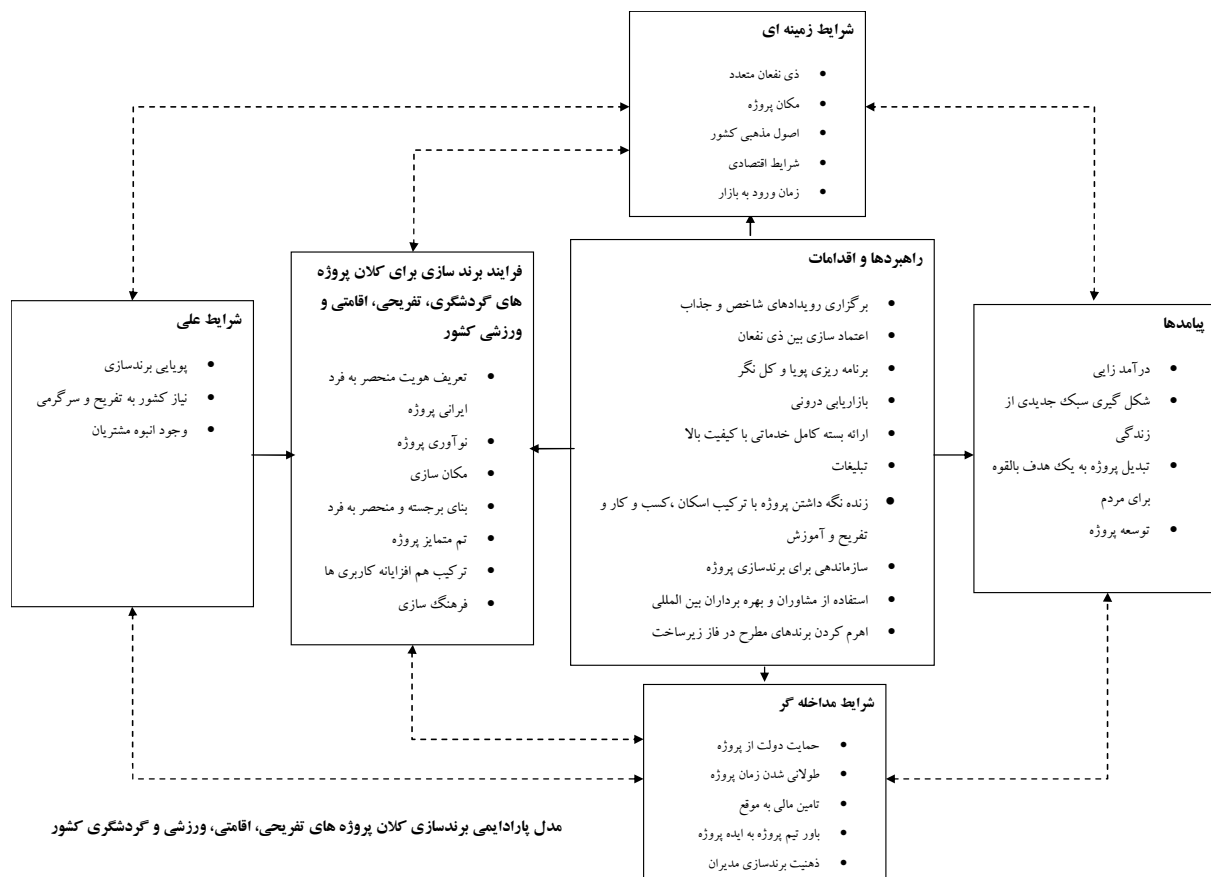 شرایط زمینه ای
ذی نفعان متعدد
مکان پروژه
اصول مذهبی کشور
شرایط اقتصادی
زمان ورود به بازار
راهبردها و اقدامات
برگزاری رویدادهای شاخص و جذاب
اعتماد سازی بین ذی نفعان
برنامه ریزی پویا و کل نگر
بازاریابی درونی
ارائه بسته کامل خدماتی با کیفیت بالا
تبلیغات
زنده نگه داشتن پروژه با ترکیب اسکان ،کسب و کار و
تفریح و آموزش
سازماندهی برای برندسازی پروژه
استفاده از مشاوران و بهره برداران بین المللی
اهرم کردن برندهای مطرح در فاز زیرساخت
فرایند برند سازی برای کلان پروژه
های گردشگری، تفریحی، اقامتی و
ورزشی کشور
تعریف هویت منحصر به فرد
ایرانی پروژه
نوآوری پروژه
مکان سازی
بنای برجسته و منحصر به فرد
تم متمایز پروژه
ترکیب هم افزایانه کاربری ها
فرهنگ سازی
شرایط علی
پویایی برندسازی
نیاز کشور به تفریح و سرگرمی
وجود انبوه مشتریان
پیامدها
درآمد زایی
شکل گیری سبک جدیدی از
زندگی
تبدیل پروژه به یک هدف بالقوه
برای مردم
توسعه پروژه
شرایط مداخله گر
حمایت دولت از پروژه
طولانی شدن زمان پروژه
تامین مالی به موقع
باور تیم پروژه به ایده پروژه
ذهنیت برندسازی مدیران
مدل پارادایمی برندسازی کلان پروژه های تفریحی، اقامتی، ورزشی و گردشگری کشور